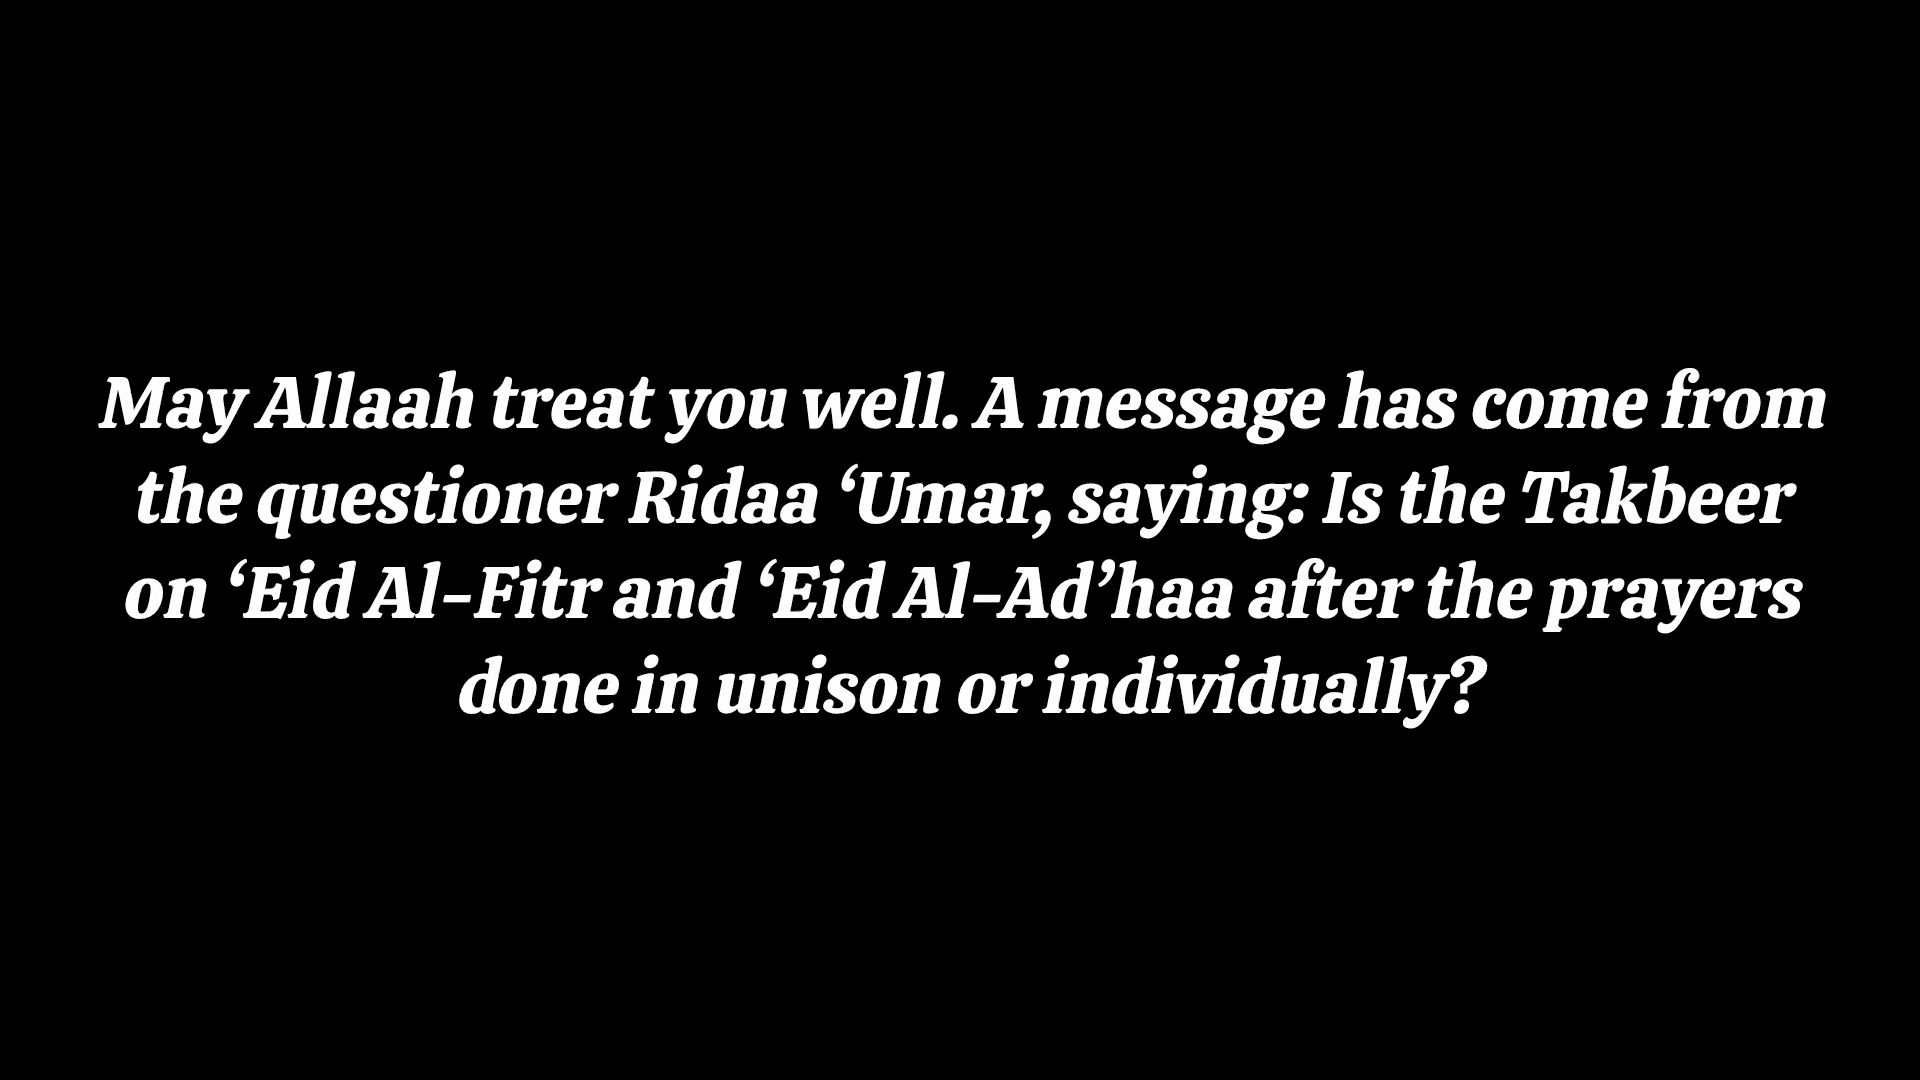 May Allaah treat you well. A message has come from
the questioner Ridaa ‘Umar, saying: Is the Takbeer
on ‘Eid Al-Fitr and ‘Eid Al-Ad’haa after the prayers
done in unison or individually?